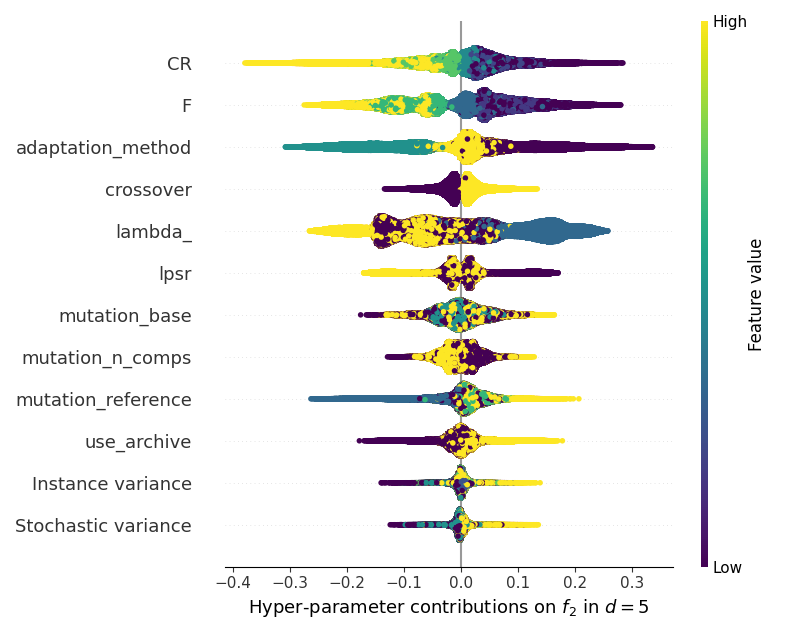 High
CR
F
adaptation_method
crossover
lambda_
lpsr
mutation_base
mutation_n_comps
mutation_reference
use_archive
Instance variance
Stochastic variance
Feature value
Low
−0.4 −0.3 −0.2 −0.1 0.0 0.1 0.2 0.3
Hyper-parameter contributions on f₂ in d = 5